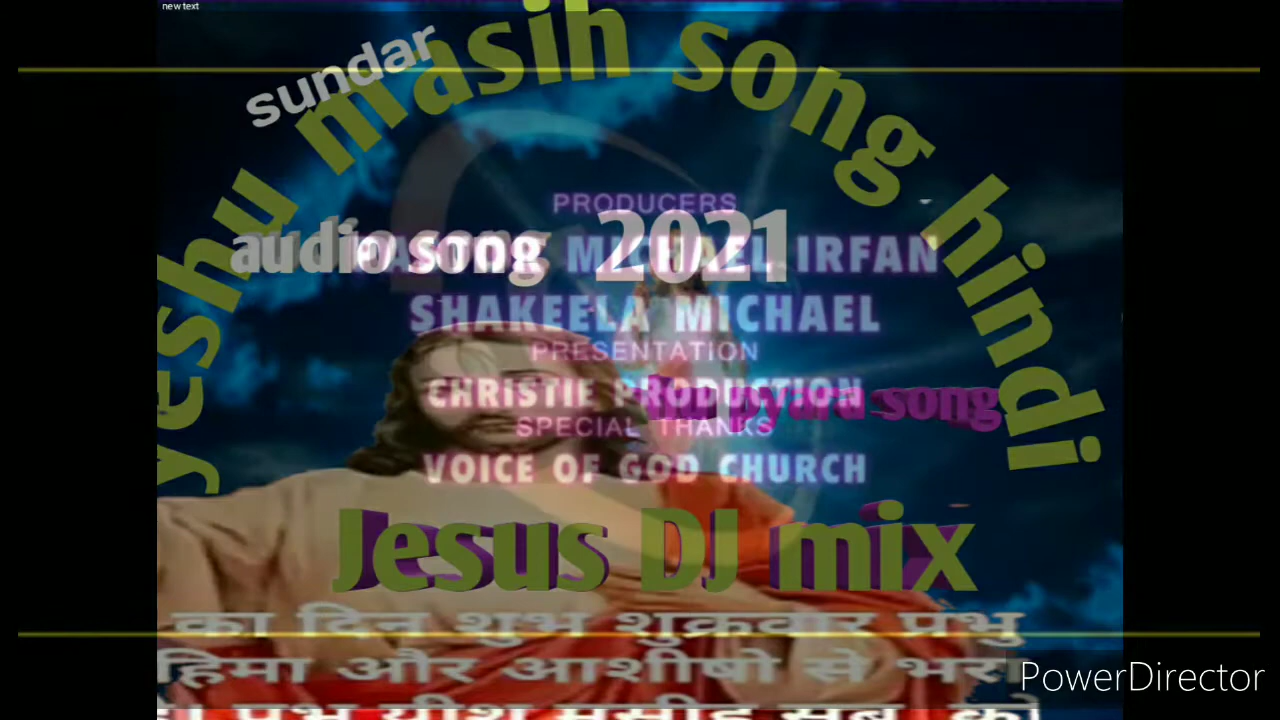 new text
sundar
yeshu masih song hindi
PRODUCERS
audio song 2021
MICHAEL IRFAN
SHAKEELA MICHAEL
PRESENTATION
CHRISTIE PRODUCTION
pyara song
SPECIAL THANKS
VOICE OF GOD CHURCH
Jesus DJ mix
का दिन शुभ शुक्रवार प्रभु
और आशीषो से भर
PowerDirector